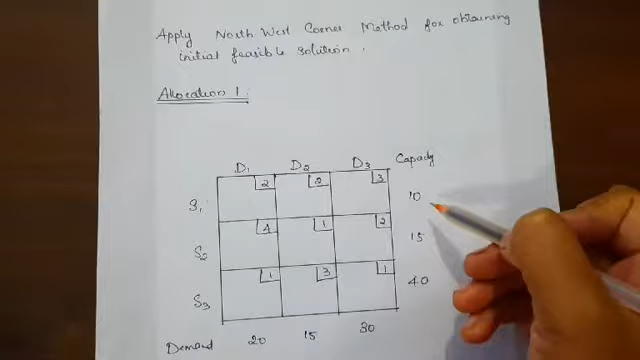 Apply North West Corner Method for obtaining
initial feasible solution.
Allocation 1:
D1 D2 D3 Capacity
S1 2 2 3 10
S2 4 1 2 15
S3 1 3 1 40
Demand 20 15 30